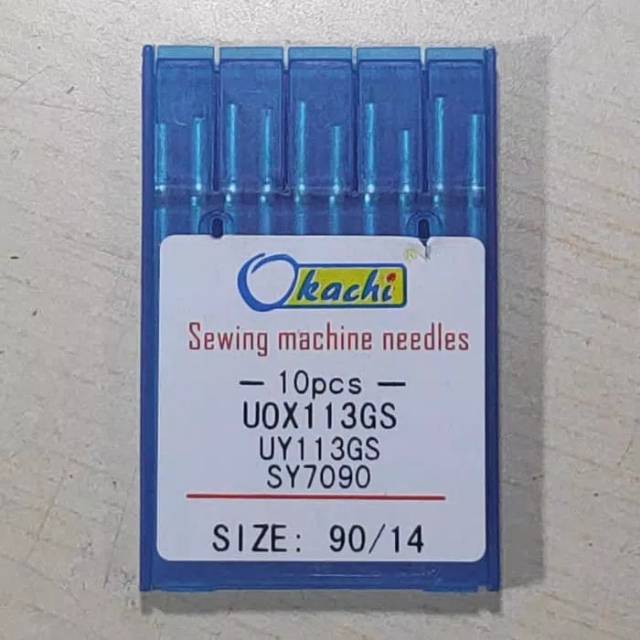 Okachi ®
Sewing machine needles
— 10pcs —
UOX113GS
UY113GS
SY7090
SIZE: 90/14